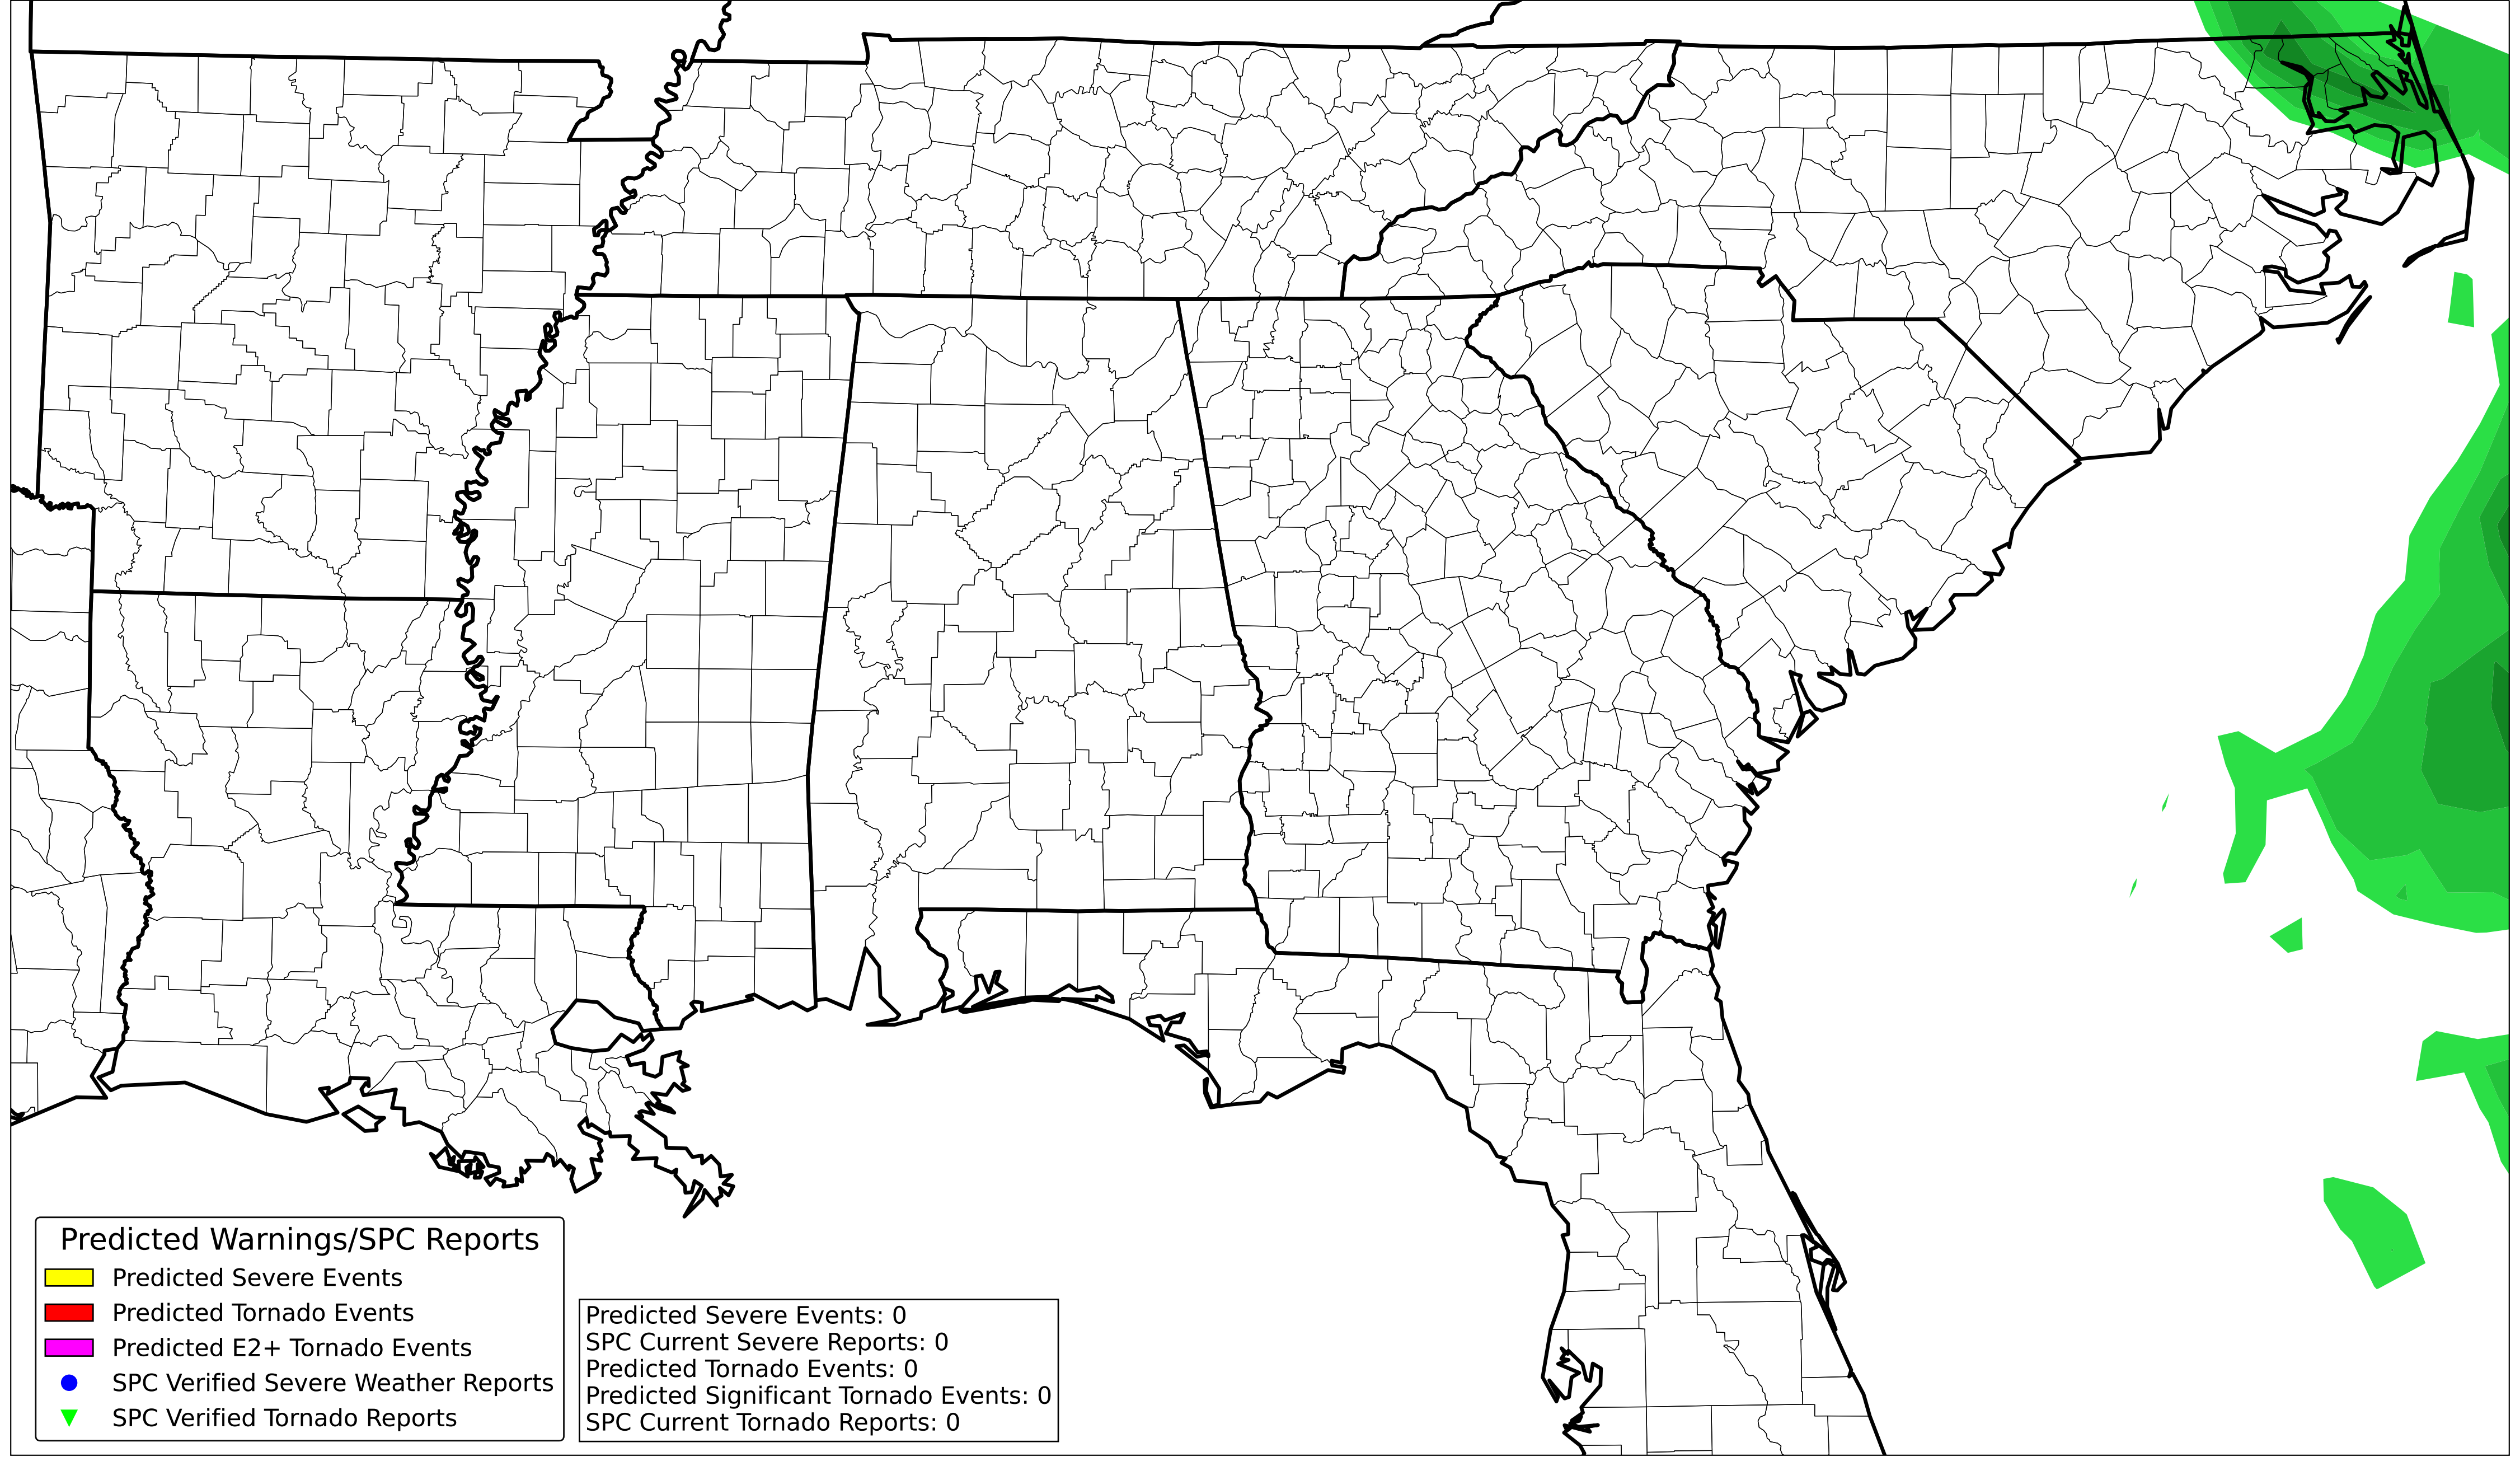 Predicted Warnings/SPC Reports
Predicted Severe Events
Predicted Tornado Events
Predicted E2+ Tornado Events
SPC Verified Severe Weather Reports
SPC Verified Tornado Reports
Predicted Severe Events: 0
SPC Current Severe Reports: 0
Predicted Tornado Events: 0
Predicted Significant Tornado Events: 0
SPC Current Tornado Reports: 0